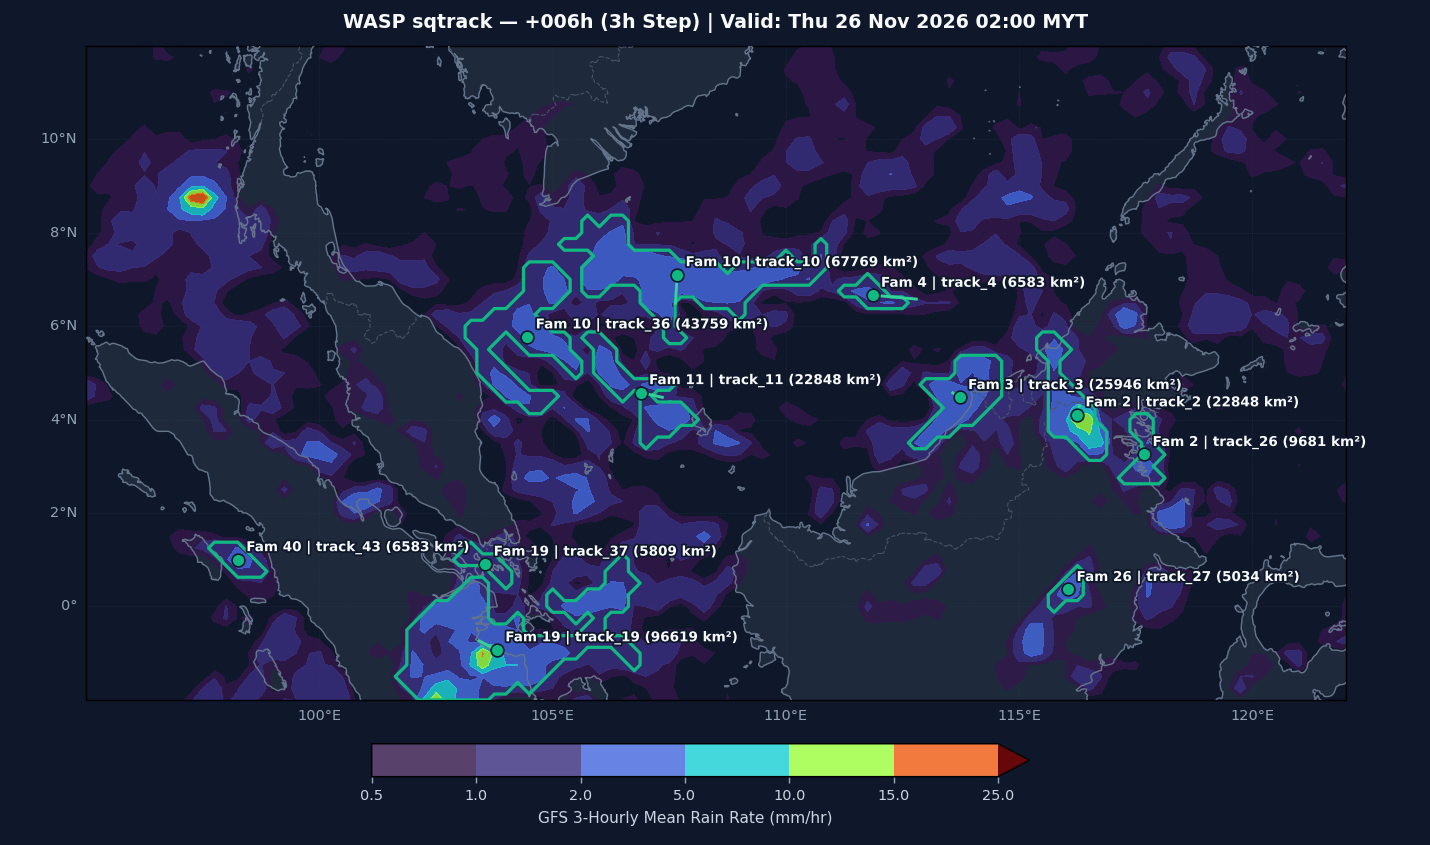 WASP sqtrack — +006h (3h Step) | Valid: Thu 26 Nov 2026 02:00 MYT
10°N
8°N
6°N
4°N
2°N
0°
Fam 10 | track_10 (67769 km²)
Fam 4 | track_4 (6583 km²)
Fam 10 | track_36 (43759 km²)
Fam 11 | track_11 (22848 km²)
Fam 3 | track_3 (25946 km²)
Fam 2 | track_2 (22848 km²)
Fam 2 | track_26 (9681 km²)
Fam 40 | track_43 (6583 km²)
Fam 19 | track_37 (5809 km²)
Fam 26 | track_27 (5034 km²)
Fam 19 | track_19 (96619 km²)
100°E 105°E 110°E 115°E 120°E
0.5 1.0 2.0 5.0 10.0 15.0 25.0
GFS 3-Hourly Mean Rain Rate (mm/hr)